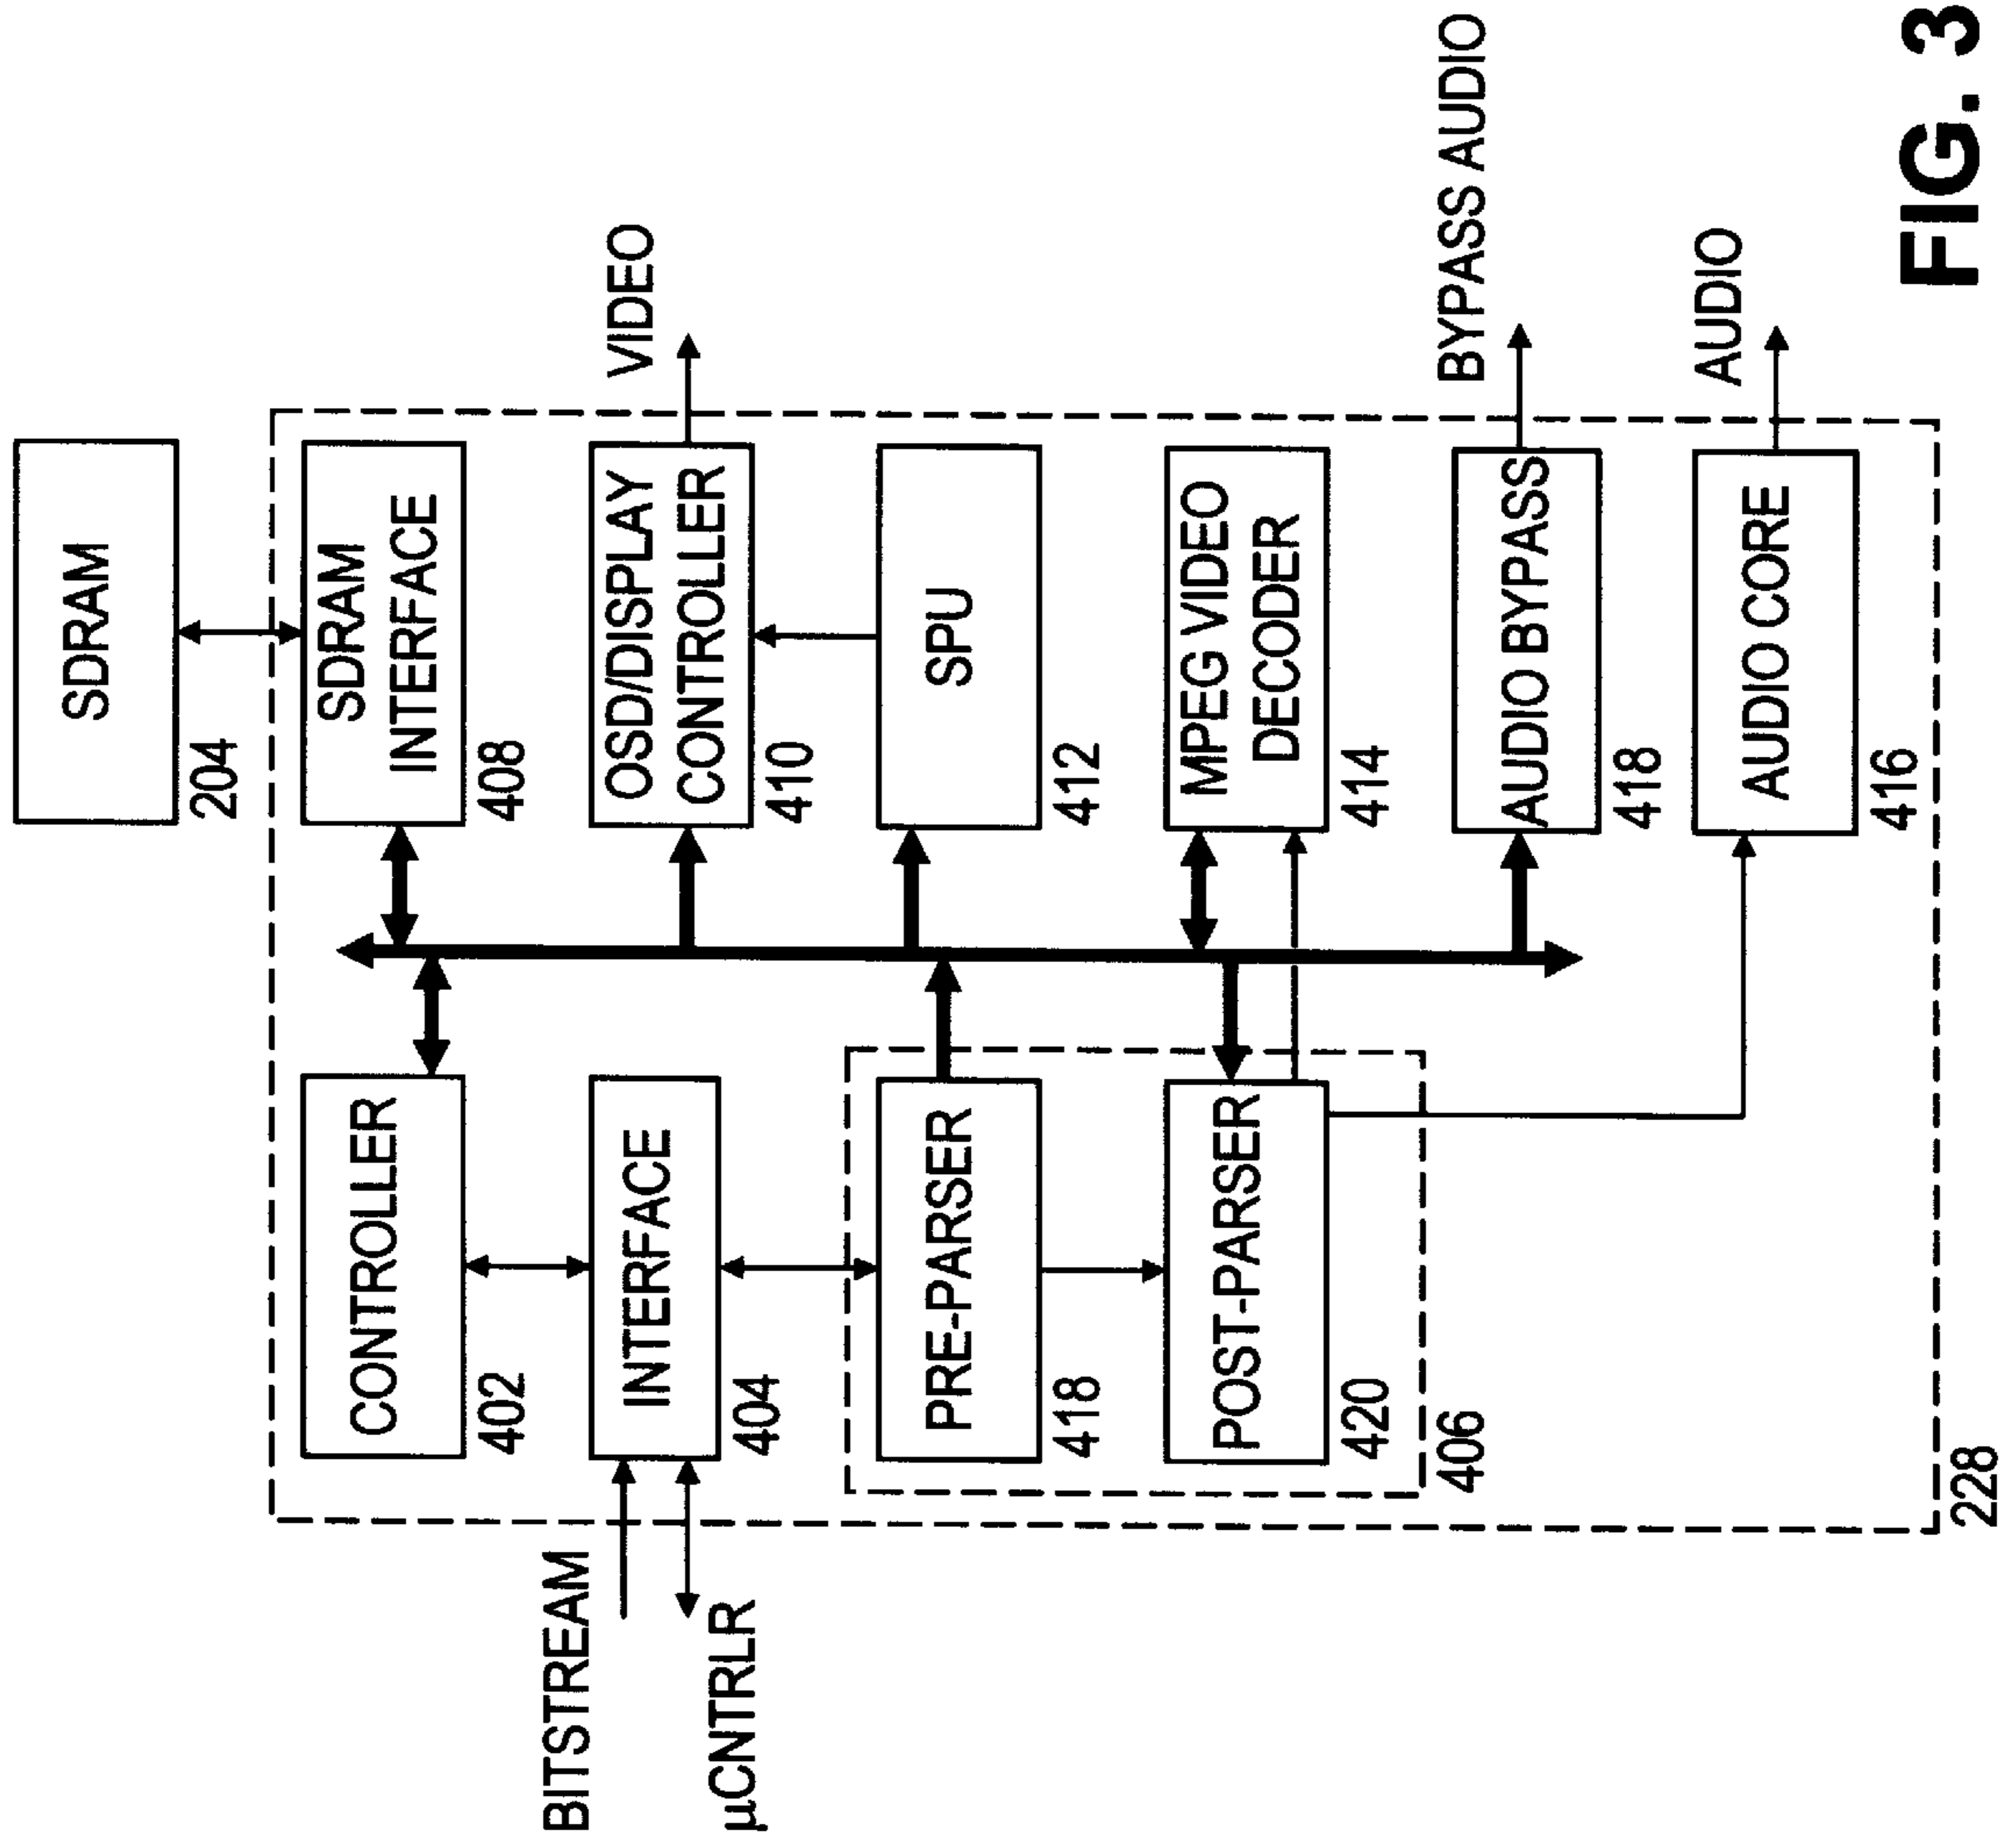 SDRAM
204
CONTROLLER
402
SDRAM
INTERFACE
408
BITSTREAM
µCNTRLR
INTERFACE
404
OSD/DISPLAY
CONTROLLER
410
VIDEO
PRE-PARSER
418
SPU
412
POST-PARSER
420
406
MPEG VIDEO
DECODER
414
AUDIO BYPASS
418
BYPASS AUDIO
AUDIO CORE
416
AUDIO
228
FIG. 3